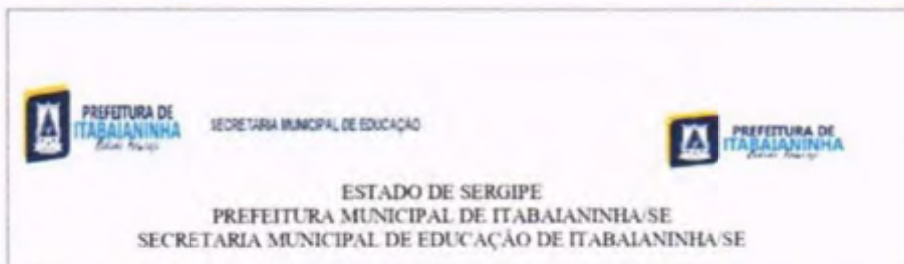 PREFEITURA DE
ITABAIANINHA
SECRETARIA MUNICIPAL DE EDUCAÇÃO
PREFEITURA DE
ITABAIANINHA
ESTADO DE SERGIPE
PREFEITURA MUNICIPAL DE ITABAIANINHA/SE
SECRETARIA MUNICIPAL DE EDUCAÇÃO DE ITABAIANINHA/SE